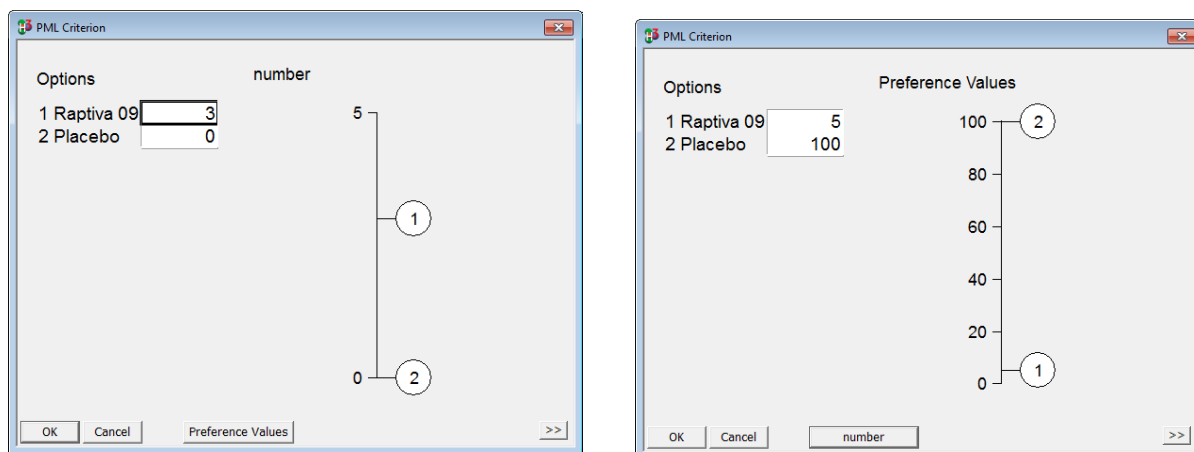 PML Criterion
Options
number
1 Raptiva 09 3
2 Placebo 0
5
1
0
2
OK Cancel Preference Values >>
PML Criterion
Options
Preference Values
1 Raptiva 09 5
2 Placebo 100
100
2
80
60
40
20
0
1
OK Cancel number >>